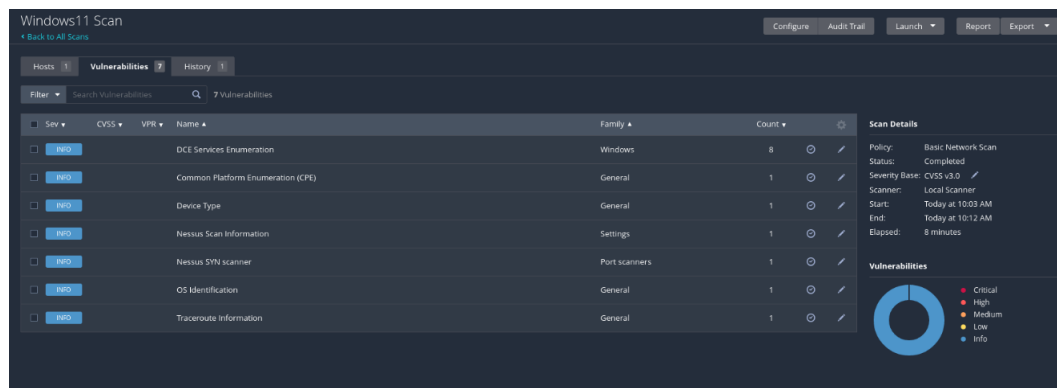 Windows11 Scan
Back to All Scans
Configure Audit Trail Launch Report Export
Hosts 1 Vulnerabilities 7 History 1
Filter Search Vulnerabilities 7 Vulnerabilities
Sev CVSS VPR Name Family Count
INFO DCE Services Enumeration Windows 8
INFO Common Platform Enumeration (CPE) General 1
INFO Device Type General 1
INFO Nessus Scan Information Settings 1
INFO Nessus SYN scanner Port scanners 1
INFO OS Identification General 1
INFO Traceroute Information General 1
Scan Details
Policy: Basic Network Scan
Status: Completed
Severity Base: CVSS v3.0
Scanner: Local Scanner
Start: Today at 10:03 AM
End: Today at 10:12 AM
Elapsed: 8 minutes
Vulnerabilities
Critical
High
Medium
Low
Info